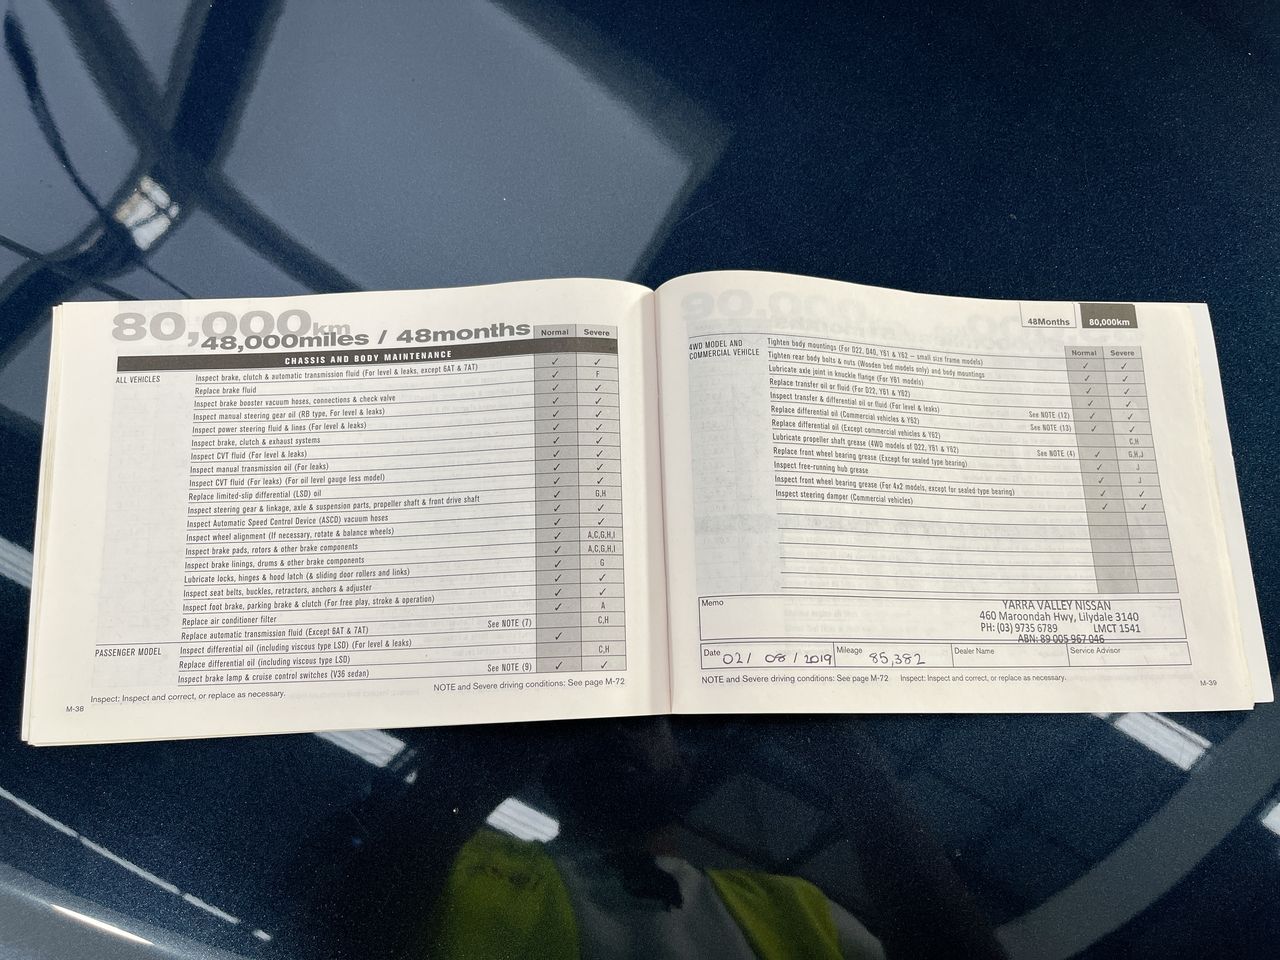 80,000km
48,000miles / 48months
Normal Severe
CHASSIS AND BODY MAINTENANCE ✓ ✓
ALL VEHICLES Inspect brake, clutch & automatic transmission fluid (For level & leaks, except 6AT & 7AT) ✓ F
Replace brake fluid ✓ ✓
Inspect brake booster vacuum hoses, connections & check valve ✓ ✓
Inspect manual steering gear oil (RB type, For level & leaks) ✓ ✓
Inspect power steering fluid & lines (For level & leaks) ✓ ✓
Inspect brake, clutch & exhaust systems ✓ ✓
Inspect CVT fluid (For level & leaks) ✓ ✓
Inspect manual transmission oil (For leaks) ✓ ✓
Inspect CVT fluid (For leaks) (For oil level gauge less model) ✓ ✓
Replace limited-slip differential (LSD) oil ✓ G,H
Inspect steering gear & linkage, axle & suspension parts, propeller shaft & front drive shaft ✓ ✓
Inspect Automatic Speed Control Device (ASCD) vacuum hoses ✓ ✓
Inspect wheel alignment (If necessary, rotate & balance wheels) ✓ A,C,G,H,I
Inspect brake pads, rotors & other brake components ✓ A,C,G,H,I
Inspect brake linings, drums & other brake components ✓ G
Lubricate locks, hinges & hood latch (& sliding door rollers and links) ✓ ✓
Inspect seat belts, buckles, retractors, anchors & adjuster ✓ ✓
Inspect foot brake, parking brake & clutch (For free play, stroke & operation) ✓ A
Replace air conditioner filter See NOTE (7) C,H
Replace automatic transmission fluid (Except 6AT & 7AT) ✓
PASSENGER MODEL Inspect differential oil (including viscous type LSD) (For level & leaks) C,H
Replace differential oil (including viscous type LSD) See NOTE (9) ✓ ✓
Inspect brake lamp & cruise control switches (V36 sedan)
Inspect: Inspect and correct, or replace as necessary. NOTE and Severe driving conditions: See page M-72
M-38
48Months 80,000km
Normal Severe
4WD MODEL AND
COMMERCIAL VEHICLE
Tighten body mountings (For D22, D40, Y61 & Y62 – small size frame models) ✓ ✓
Tighten rear body bolts & nuts (Wooden bed models only) and body mountings ✓ ✓
Lubricate axle joint in knuckle flange (For Y61 models) ✓ ✓
Replace transfer oil or fluid (For D22, Y61 & Y62) ✓
Inspect transfer & differential oil or fluid (For level & leaks) See NOTE (12) ✓ ✓
Replace differential oil (Commercial vehicles & Y62) See NOTE (13) ✓ ✓
Replace differential oil (Except commercial vehicles & Y62) C,H
Lubricate propeller shaft grease (4WD models of D22, Y61 & Y62) See NOTE (4) ✓ G,H,J
Replace front wheel bearing grease (Except for sealed type bearing) ✓ J
Inspect free-running hub grease ✓ J
Inspect front wheel bearing grease (For 4x2 models, except for sealed type bearing) ✓ ✓
Inspect steering damper (Commercial vehicles) ✓ ✓
Memo
YARRA VALLEY NISSAN
460 Maroondah Hwy, Lilydale 3140
PH: (03) 9735 6789 LMCT 1541
ABN: 89 005 967 046
Date 02/ 08 / 2019 Mileage 85,382 Dealer Name Service Advisor
NOTE and Severe driving conditions: See page M-72 Inspect: Inspect and correct, or replace as necessary.
M-39